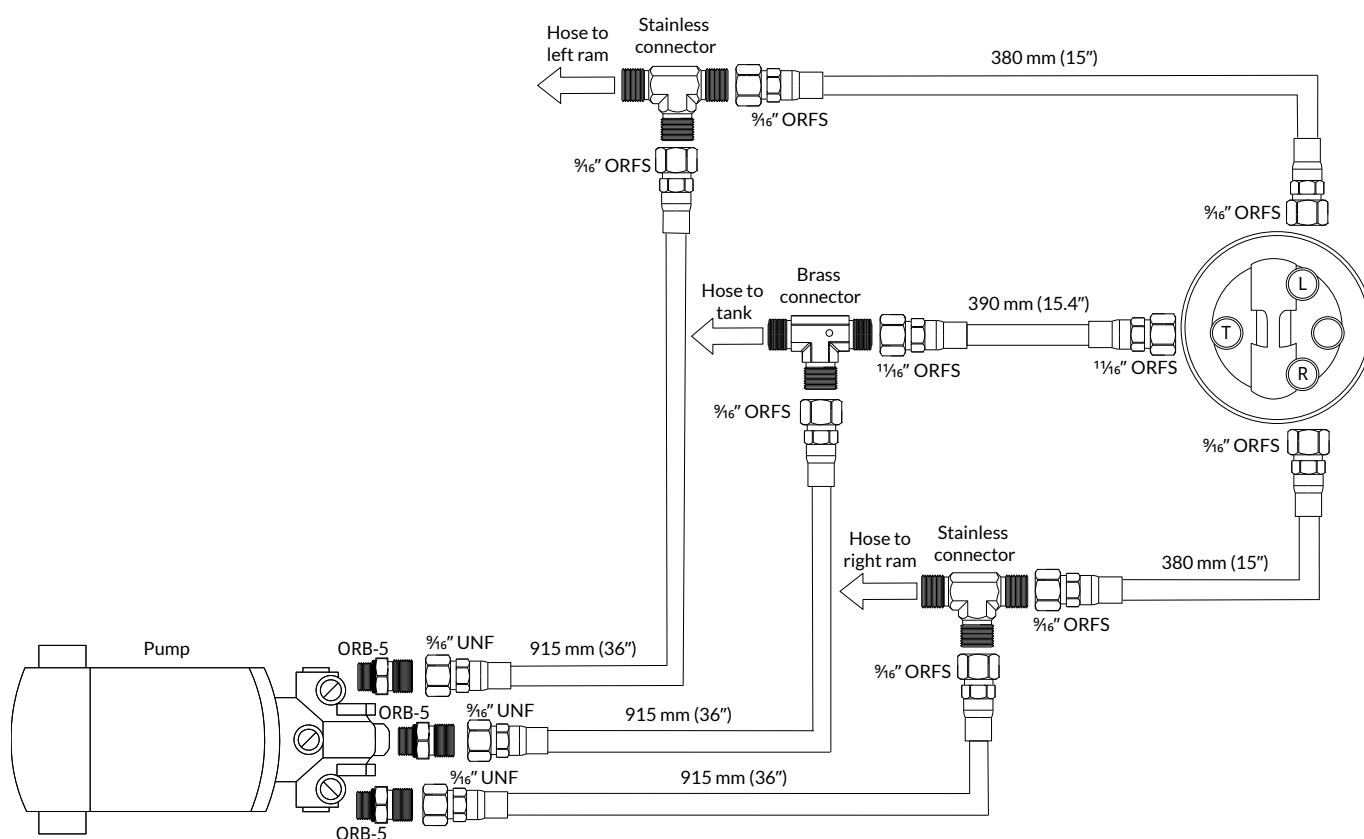 Hose to
left ram
Stainless
connector
380 mm (15″)
⁹⁄₁₆″ ORFS
⁹⁄₁₆″ ORFS
⁹⁄₁₆″ ORFS
Hose to
tank
Brass
connector
390 mm (15.4″)
L
T
R
¹¹⁄₁₆″ ORFS
¹¹⁄₁₆″ ORFS
⁹⁄₁₆″ ORFS
⁹⁄₁₆″ ORFS
Hose to
right ram
Stainless
connector
380 mm (15″)
⁹⁄₁₆″ ORFS
⁹⁄₁₆″ ORFS
Pump
ORB-5
⁹⁄₁₆″ UNF
915 mm (36″)
ORB-5
⁹⁄₁₆″ UNF
915 mm (36″)
⁹⁄₁₆″ UNF
915 mm (36″)
ORB-5